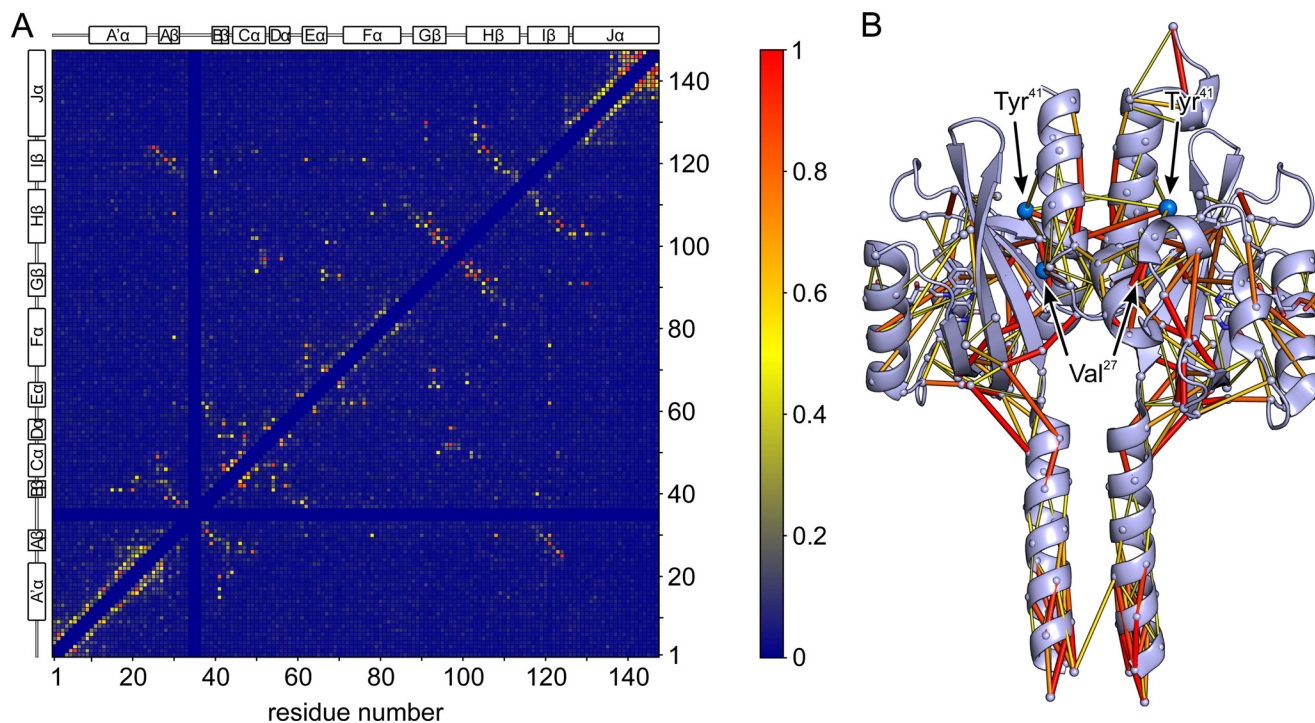 A
A'α Aβ Bβ Cα Dα Eα Fα Gβ Hβ Iβ Jα
Jα
Iβ
Hβ
Gβ
Fα
Eα
Dα
Cα
Bβ
Aβ
A'α
140
120
100
80
60
40
20
1
1 20 40 60 80 100 120 140
residue number
1
0.8
0.6
0.4
0.2
0
B
Tyr⁴¹ Tyr⁴¹
Val²⁷